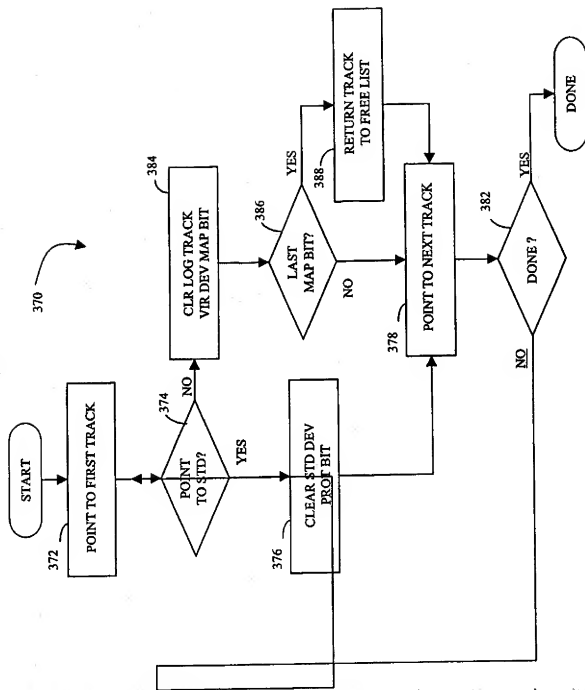 370
START
372
POINT TO FIRST TRACK
374
POINT
TO STD?
NO
YES
384
CLR LOG TRACK
VIR DEV MAP BIT
376
CLEAR STD DEV
PROT BIT
386
LAST
MAP BIT?
YES
NO
388
RETURN TRACK
TO FREE LIST
378
POINT TO NEXT TRACK
382
DONE ?
NO
YES
DONE